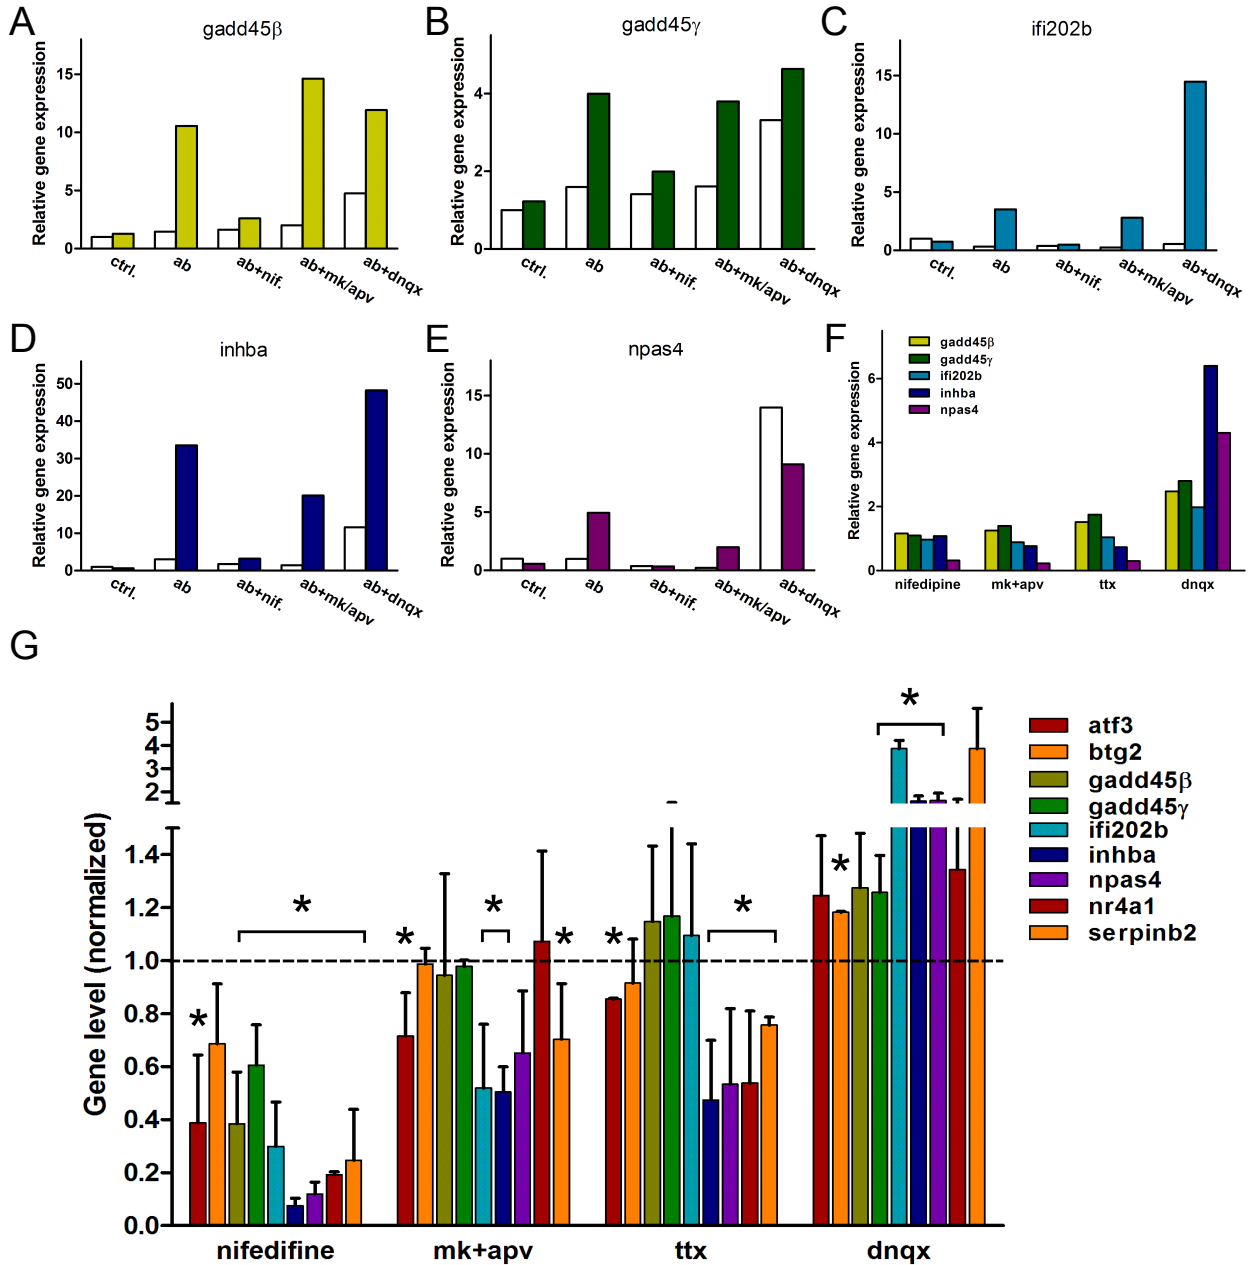 A
gadd45β
Relative gene expression
15
10
5
0
ctrl.
ab
ab+nif.
ab+mk/apv
ab+dnqx
B
gadd45γ
Relative gene expression
4
2
0
ctrl.
ab
ab+nif.
ab+mk/apv
ab+dnqx
C
ifi202b
Relative gene expression
15
10
5
0
ctrl.
ab
ab+nif.
ab+mk/apv
ab+dnqx
D
inhba
Relative gene expression
50
40
30
20
10
0
ctrl.
ab
ab+nif.
ab+mk/apv
ab+dnqx
E
npas4
Relative gene expression
15
10
5
0
ctrl.
ab
ab+nif.
ab+mk/apv
ab+dnqx
F
gadd45β
gadd45γ
ifi202b
inhba
npas4
Relative gene expression
6
4
2
0
nifedipine
mk+apv
ttx
dnqx
G
Gene level (normalized)
5
4
3
2
1.4
1.2
1.0
0.8
0.6
0.4
0.2
0.0
*
*
*
*
*
*
*
*
*
nifedifine
mk+apv
ttx
dnqx
atf3
btg2
gadd45β
gadd45γ
ifi202b
inhba
npas4
nr4a1
serpinb2